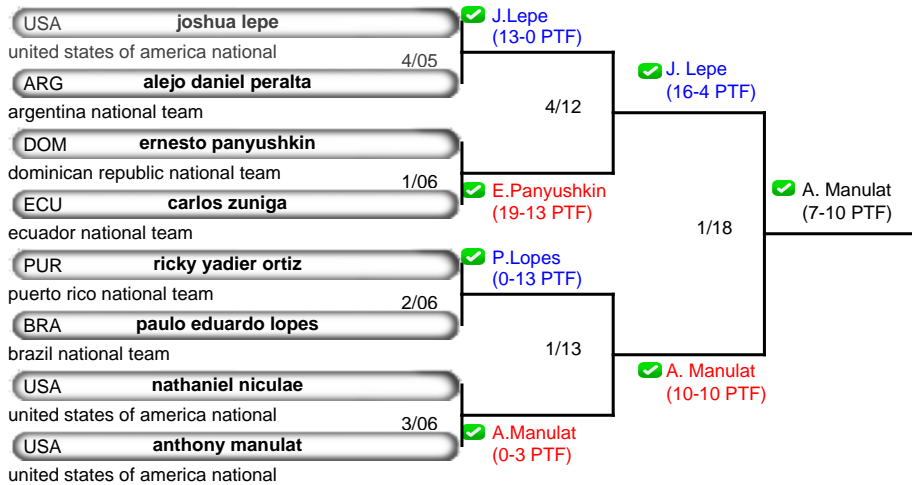 USA joshua lepe
united states of america national
ARG alejo daniel peralta
argentina national team
DOM ernesto panyushkin
dominican republic national team
ECU carlos zuniga
ecuador national team
PUR ricky yadier ortiz
puerto rico national team
BRA paulo eduardo lopes
brazil national team
USA nathaniel niculae
united states of america national
USA anthony manulat
united states of america national
4/05
1/06
2/06
3/06
J.Lepe
(13-0 PTF)
E.Panyushkin
(19-13 PTF)
P.Lopes
(0-13 PTF)
A.Manulat
(0-3 PTF)
4/12
1/13
J. Lepe
(16-4 PTF)
A. Manulat
(10-10 PTF)
1/18
A. Manulat
(7-10 PTF)